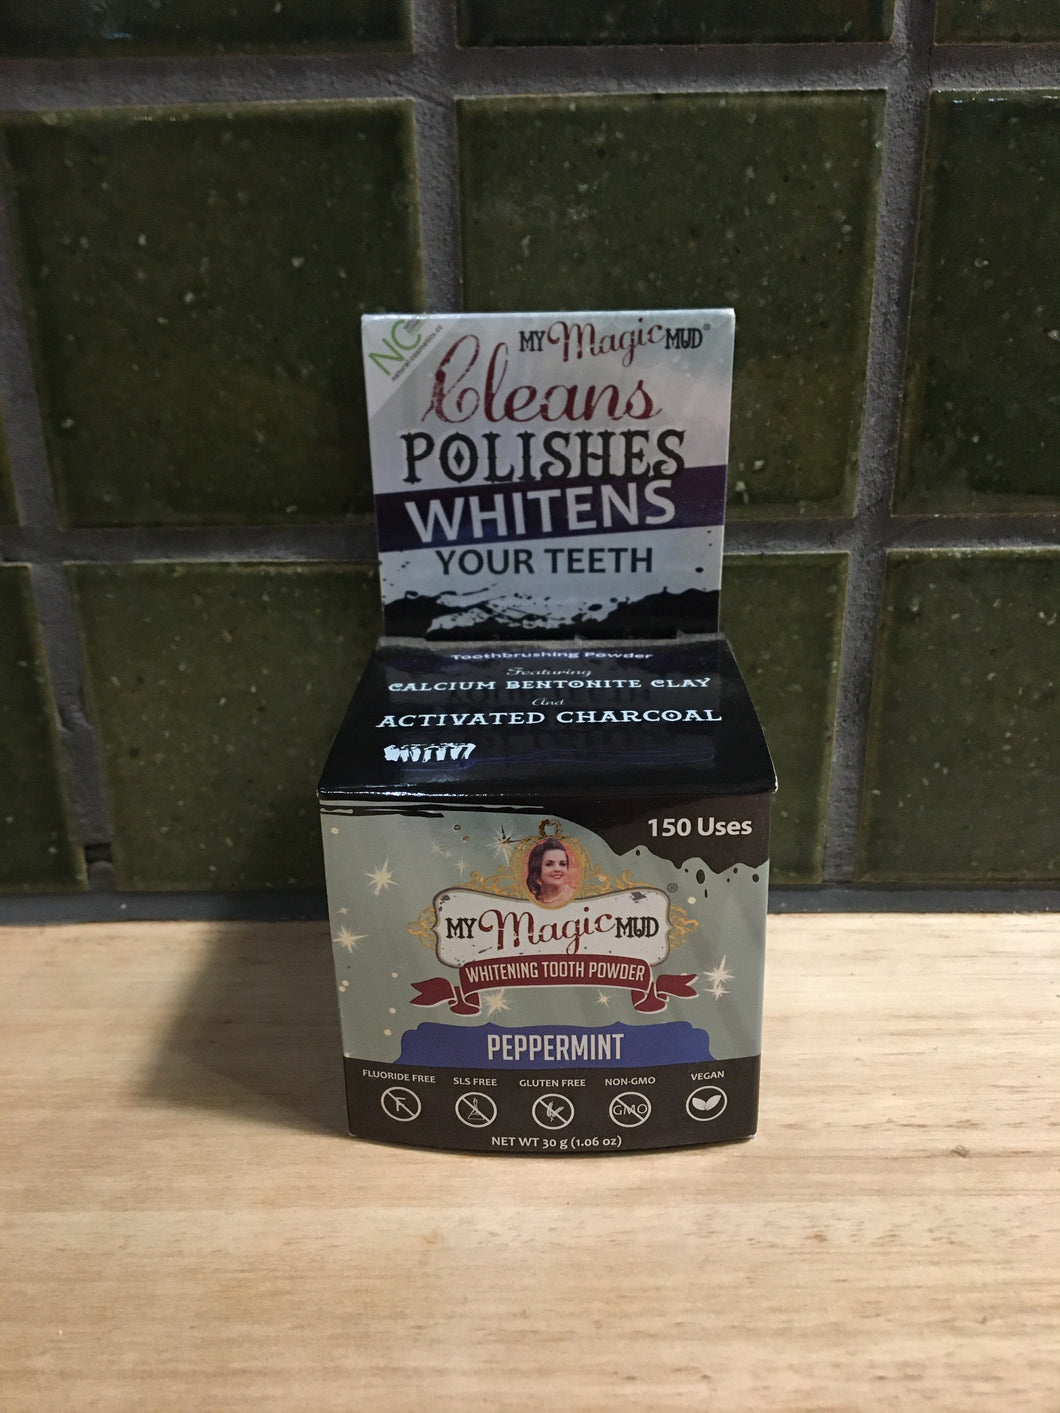 NC
MY Magic MUD®
Cleans
POLISHES
WHITENS
YOUR TEETH
Toothbrushing Powder
Featuring
CALCIUM BENTONITE CLAY
And
ACTIVATED CHARCOAL
150 Uses
®
MY Magic MUD
WHITENING TOOTH POWDER
PEPPERMINT
FLUORIDE FREE SLS FREE GLUTEN FREE NON-GMO VEGAN
F GMO
NET WT 30 g (1.06 oz)